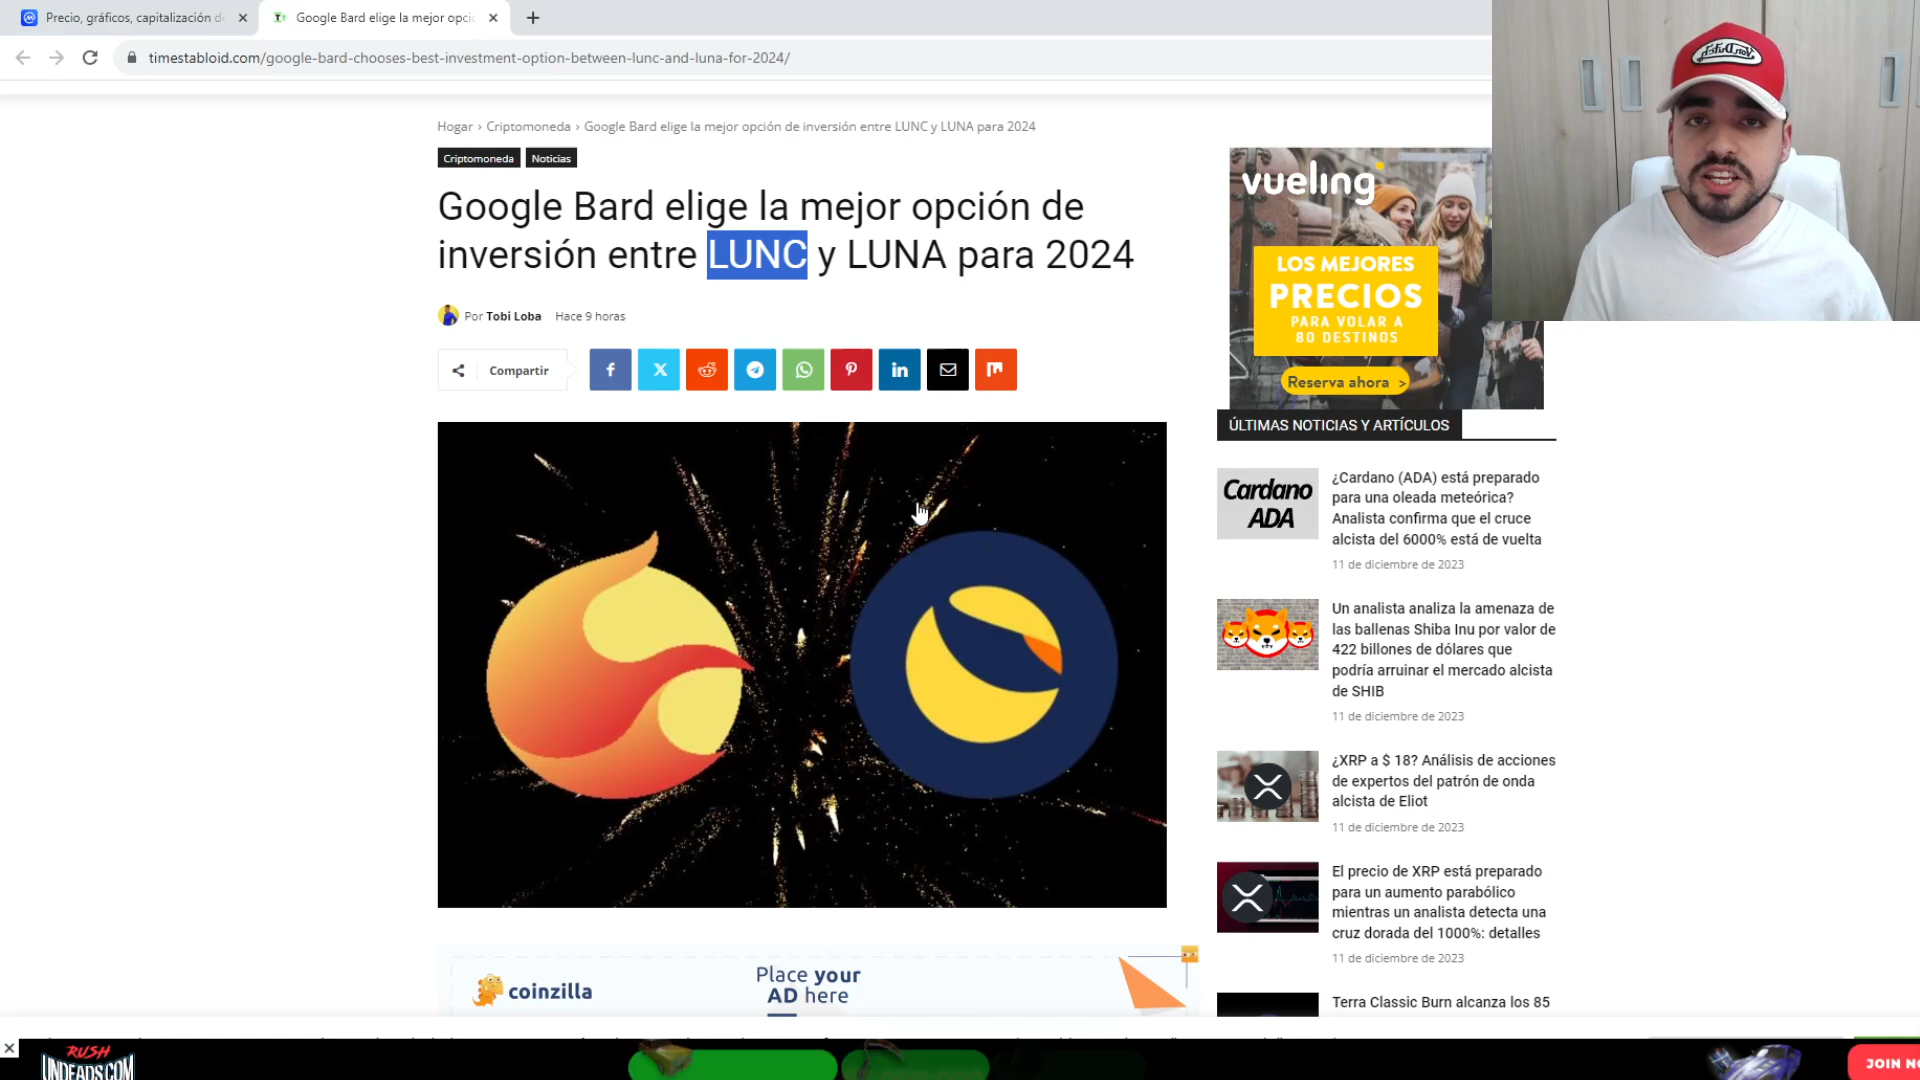 Precio, gráficos, capitalización d
Google Bard elige la mejor opci
timestabloid.com/google-bard-chooses-best-investment-option-between-lunc-and-luna-for-2024/
Hogar › Criptomoneda › Google Bard elige la mejor opción de inversión entre LUNC y LUNA para 2024
Criptomoneda Noticias
Google Bard elige la mejor opción de
inversión entre LUNC y LUNA para 2024
Por Tobi Loba Hace 9 horas
Compartir
vueling
LOS MEJORES
PRECIOS
PARA VOLAR A
80 DESTINOS
Reserva ahora >
ÚLTIMAS NOTICIAS Y ARTÍCULOS
Cardano
ADA
¿Cardano (ADA) está preparado
para una oleada meteórica?
Analista confirma que el cruce
alcista del 6000% está de vuelta
11 de diciembre de 2023
Un analista analiza la amenaza de
las ballenas Shiba Inu por valor de
422 billones de dólares que
podría arruinar el mercado alcista
de SHIB
11 de diciembre de 2023
¿XRP a $ 18? Análisis de acciones
de expertos del patrón de onda
alcista de Eliot
11 de diciembre de 2023
El precio de XRP está preparado
para un aumento parabólico
mientras un analista detecta una
cruz dorada del 1000%: detalles
11 de diciembre de 2023
Terra Classic Burn alcanza los 85
coinzilla
Place your
AD here
RUSH
UNDEADS.COM
JOIN N
Von Dutch